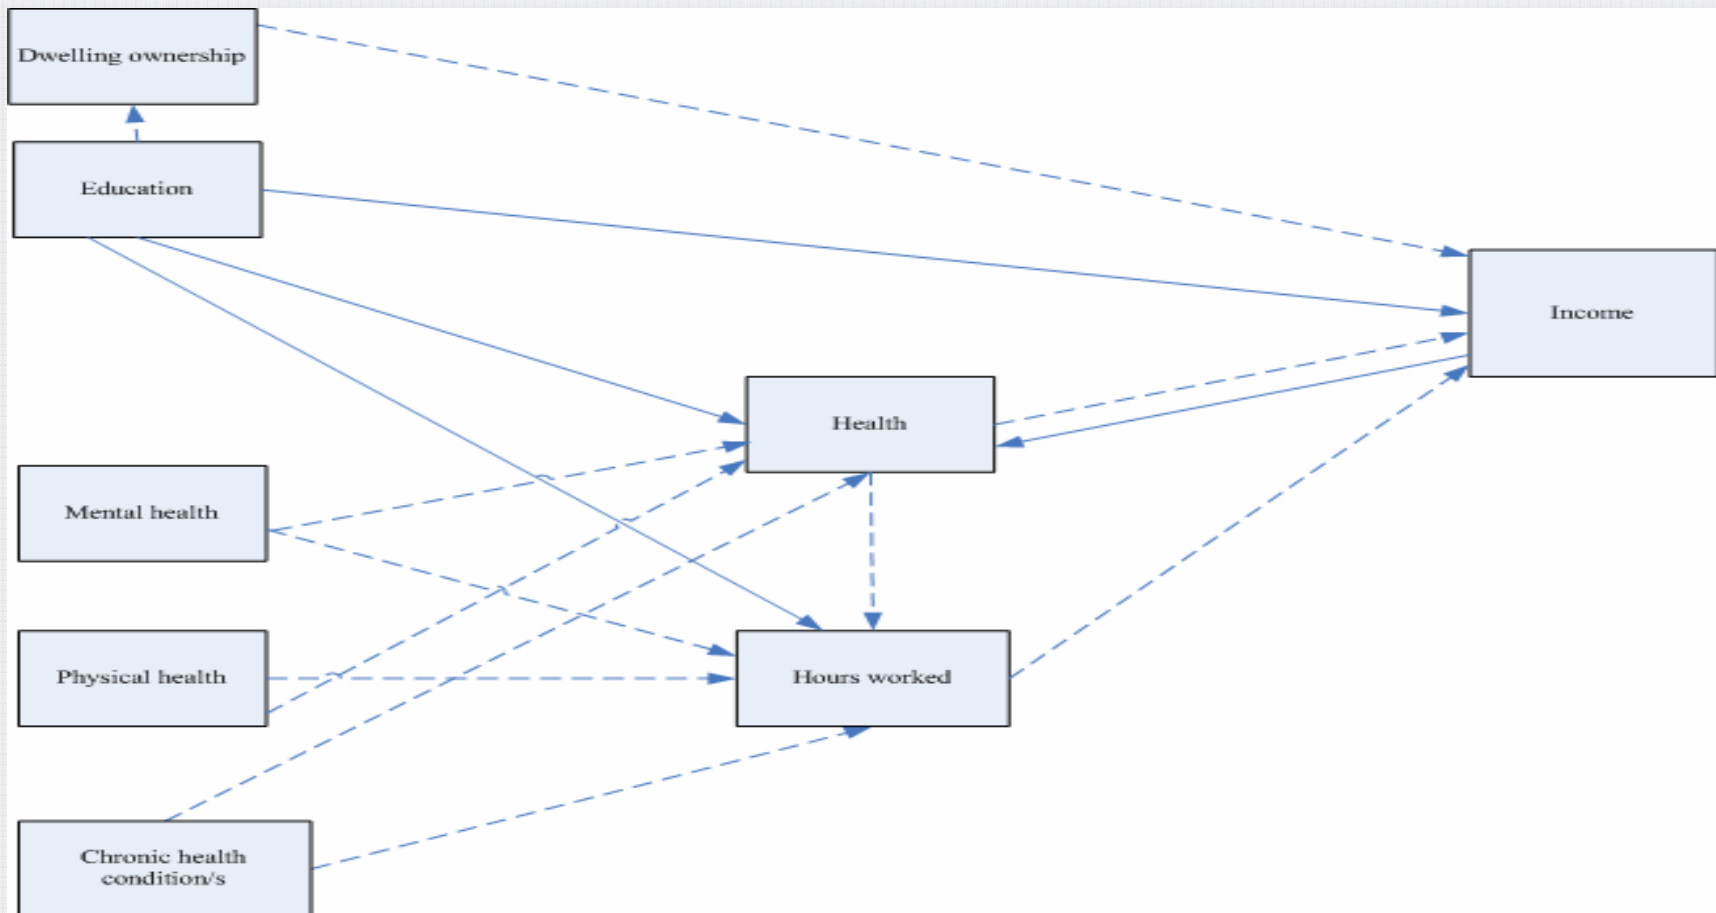 Dwelling ownership
Education
Income
Health
Mental health
Physical health
Hours worked
Chronic health
condition/s